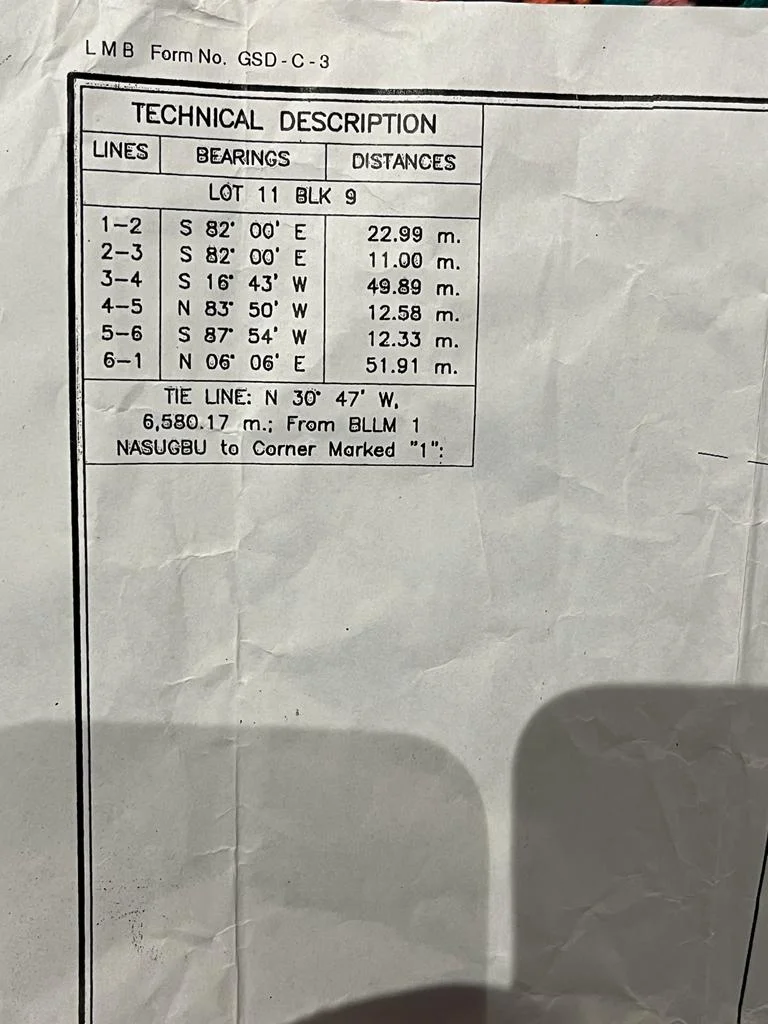 LMB Form No. GSD-C-3
TECHNICAL DESCRIPTION
LINES BEARINGS DISTANCES
LOT 11 BLK 9
1-2 S 82° 00' E 22.99 m.
2-3 S 82° 00' E 11.00 m.
3-4 S 16° 43' W 49.89 m.
4-5 N 83° 50' W 12.58 m.
5-6 S 87° 54' W 12.33 m.
6-1 N 06° 06' E 51.91 m.
TIE LINE: N 30° 47' W,
6,580.17 m.; From BLLM 1
NASUGBU to Corner Marked "1":